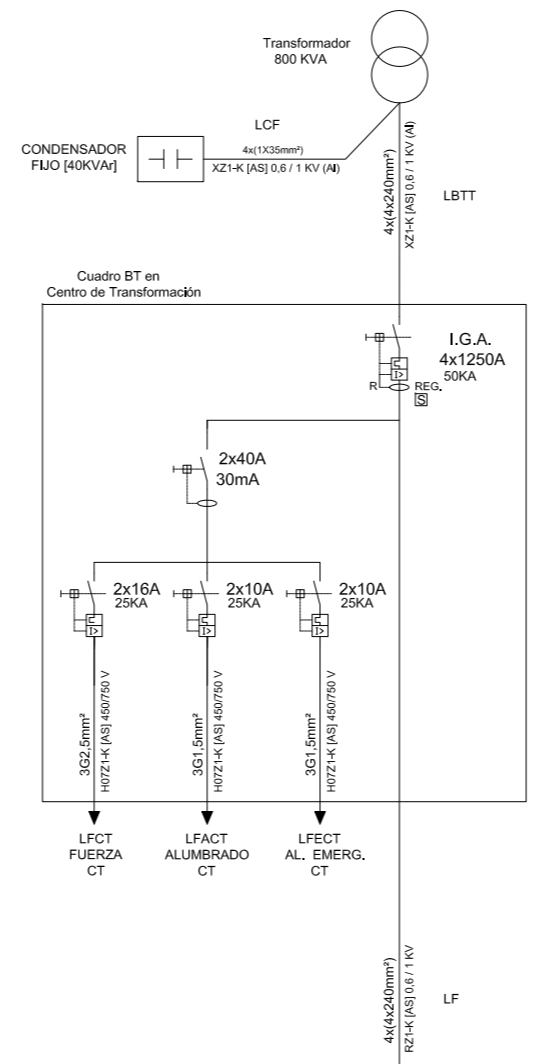 Transformador
800 KVA
LCF
CONDENSADOR
FIJO [40KVAr]
4x(1X35mm²)
XZ1-K [AS] 0,6 / 1 KV (Al)
4x(4x240mm²)
XZ1-K [AS] 0,6 / 1 KV (Al)
LBTT
Cuadro BT en
Centro de Transformación
I.G.A.
4x1250A
50KA
I>
R
REG.
S
2x40A
30mA
2x16A
25KA
I>
2x10A
25KA
I>
2x10A
25KA
I>
3G2,5mm²
H07Z1-K [AS] 450/750 V
3G1,5mm²
H07Z1-K [AS] 450/750 V
3G1,5mm²
H07Z1-K [AS] 450/750 V
LFCT
FUERZA
CT
LFACT
ALUMBRADO
CT
LFECT
AL. EMERG.
CT
4x(4x240mm²)
RZ1-K [AS] 0,6 / 1 KV
LF